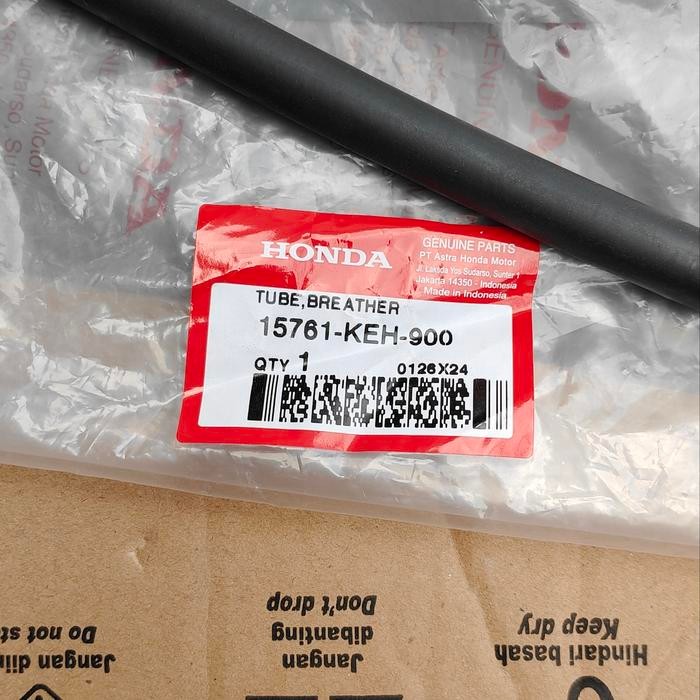 HONDA
GENUINE PARTS
PT Astra Honda Motor
Jl. Laksda Yos Sudarso, Sunter 1
Jakarta 14350 - Indonesia
Made in Indonesia
TUBE,BREATHER
15761-KEH-900
QTY 1 0126X24
Hindari basah
Keep dry
Jangan
dibanting
Don't drop
Jangan
Do not